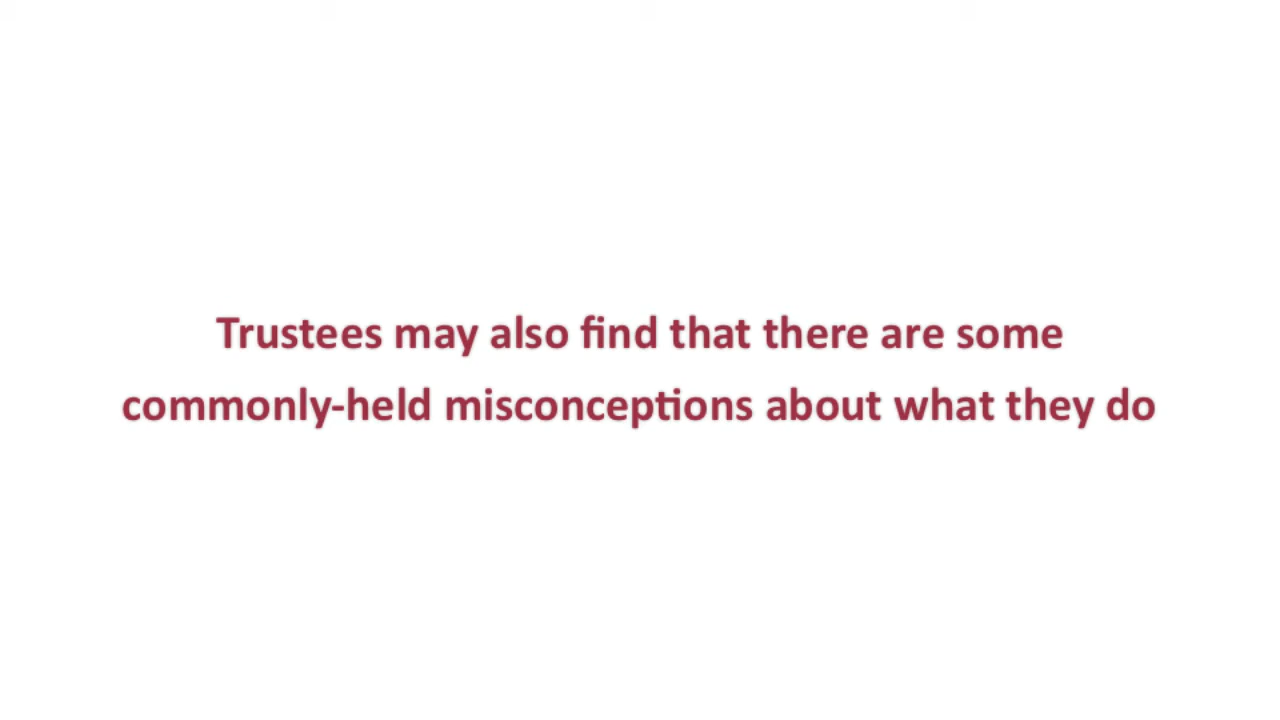 Trustees may also find that there are some
commonly-held misconceptions about what they do